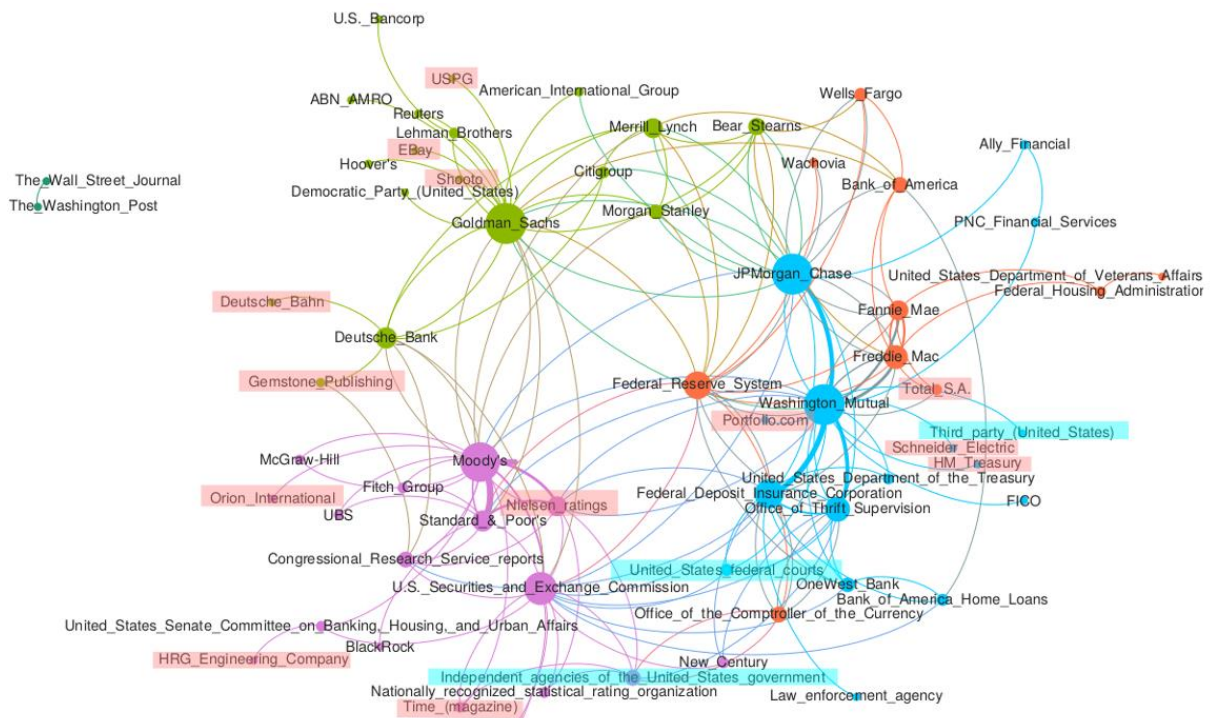 U.S._Bancorp
USPG
American_International_Group
Wells_Fargo
ABN_AMRO
Reuters
Lehman_Brothers
Merrill_Lynch
Bear_Stearns
EBay
Ally_Financial
Hoover's
Shooto
Citigroup
Wachovia
The_Wall_Street_Journal
Democratic_Party_(United_States)
Bank_of_America
The_Washington_Post
Goldman_Sachs
Morgan_Stanley
PNC_Financial_Services
JPMorgan_Chase
United_States_Department_of_Veterans_Affairs
Federal_Housing_Administration
Deutsche_Bahn
Fannie_Mae
Deutsche_Bank
Freddie_Mac
Gemstone_Publishing
Federal_Reserve_System
Total_S.A.
Washington_Mutual
Portfolio.com
Third_party_(United_States)
Schneider_Electric
McGraw-Hill
Moody's
HM_Treasury
United_States_Department_of_the_Treasury
Fitch_Group
Orion_International
Federal_Deposit_Insurance_Corporation
Nielsen_ratings
FICO
UBS
Standard_&_Poor's
Office_of_Thrift_Supervision
Congressional_Research_Service_reports
United_States_federal_courts
U.S._Securities_and_Exchange_Commission
OneWest_Bank
Bank_of_America_Home_Loans
Office_of_the_Comptroller_of_the_Currency
United_States_Senate_Committee_on_Banking,_Housing,_and_Urban_Affairs
BlackRock
HRG_Engineering_Company
New_Century
Independent_agencies_of_the_United_States_government
Nationally_recognized_statistical_rating_organization
Law_enforcement_agency
Time_(magazine)